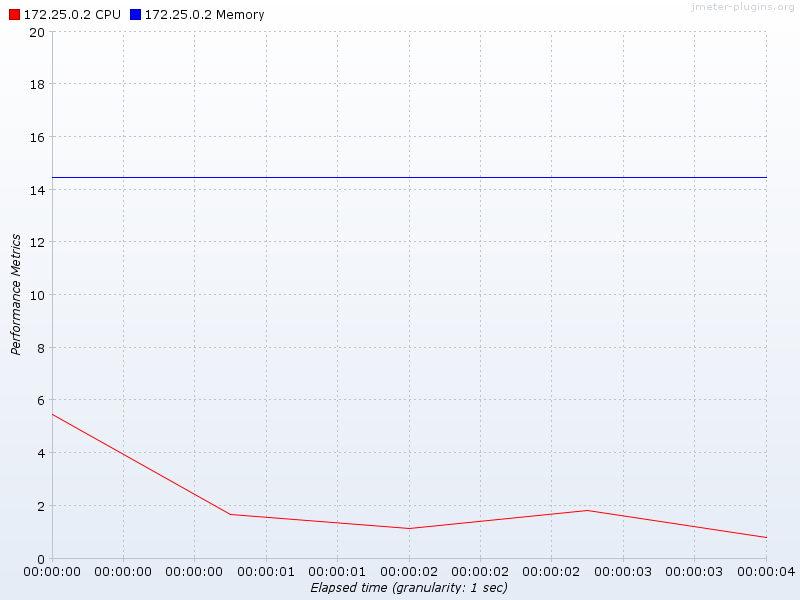 172.25.0.2 CPU 172.25.0.2 Memory
jmeter-plugins.org
20
18
16
14
12
10
8
6
4
2
0
Performance Metrics
00:00:00 00:00:00 00:00:00 00:00:01 00:00:01 00:00:02 00:00:02 00:00:02 00:00:03 00:00:03 00:00:04
Elapsed time (granularity: 1 sec)